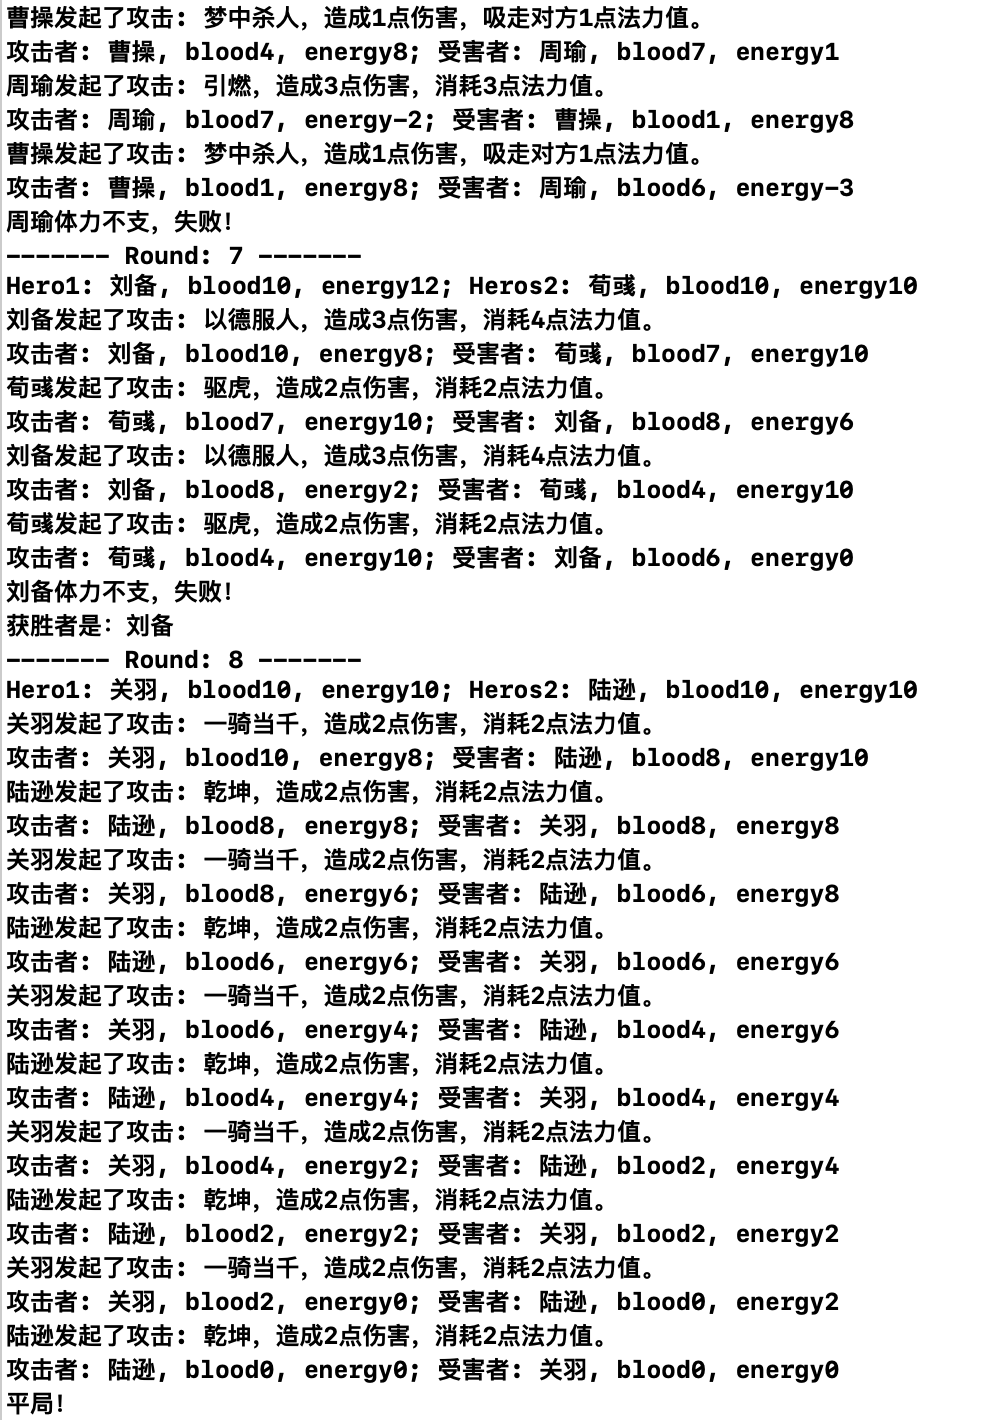 曹操发起了攻击: 梦中杀人，造成1点伤害，吸走对方1点法力值。
攻击者: 曹操, blood4, energy8; 受害者: 周瑜, blood7, energy1
周瑜发起了攻击: 引燃，造成3点伤害，消耗3点法力值。
攻击者: 周瑜, blood7, energy-2; 受害者: 曹操, blood1, energy8
曹操发起了攻击: 梦中杀人，造成1点伤害，吸走对方1点法力值。
攻击者: 曹操, blood1, energy8; 受害者: 周瑜, blood6, energy-3
周瑜体力不支，失败!
------- Round: 7 -------
Hero1: 刘备, blood10, energy12; Heros2: 荀彧, blood10, energy10
刘备发起了攻击: 以德服人，造成3点伤害，消耗4点法力值。
攻击者: 刘备, blood10, energy8; 受害者: 荀彧, blood7, energy10
荀彧发起了攻击: 驱虎，造成2点伤害，消耗2点法力值。
攻击者: 荀彧, blood7, energy10; 受害者: 刘备, blood8, energy6
刘备发起了攻击: 以德服人，造成3点伤害，消耗4点法力值。
攻击者: 刘备, blood8, energy2; 受害者: 荀彧, blood4, energy10
荀彧发起了攻击: 驱虎，造成2点伤害，消耗2点法力值。
攻击者: 荀彧, blood4, energy10; 受害者: 刘备, blood6, energy0
刘备体力不支，失败!
获胜者是：刘备
------- Round: 8 -------
Hero1: 关羽, blood10, energy10; Heros2: 陆逊, blood10, energy10
关羽发起了攻击: 一骑当千，造成2点伤害，消耗2点法力值。
攻击者: 关羽, blood10, energy8; 受害者: 陆逊, blood8, energy10
陆逊发起了攻击: 乾坤，造成2点伤害，消耗2点法力值。
攻击者: 陆逊, blood8, energy8; 受害者: 关羽, blood8, energy8
关羽发起了攻击: 一骑当千，造成2点伤害，消耗2点法力值。
攻击者: 关羽, blood8, energy6; 受害者: 陆逊, blood6, energy8
陆逊发起了攻击: 乾坤，造成2点伤害，消耗2点法力值。
攻击者: 陆逊, blood6, energy6; 受害者: 关羽, blood6, energy6
关羽发起了攻击: 一骑当千，造成2点伤害，消耗2点法力值。
攻击者: 关羽, blood6, energy4; 受害者: 陆逊, blood4, energy6
陆逊发起了攻击: 乾坤，造成2点伤害，消耗2点法力值。
攻击者: 陆逊, blood4, energy4; 受害者: 关羽, blood4, energy4
关羽发起了攻击: 一骑当千，造成2点伤害，消耗2点法力值。
攻击者: 关羽, blood4, energy2; 受害者: 陆逊, blood2, energy4
陆逊发起了攻击: 乾坤，造成2点伤害，消耗2点法力值。
攻击者: 陆逊, blood2, energy2; 受害者: 关羽, blood2, energy2
关羽发起了攻击: 一骑当千，造成2点伤害，消耗2点法力值。
攻击者: 关羽, blood2, energy0; 受害者: 陆逊, blood0, energy2
陆逊发起了攻击: 乾坤，造成2点伤害，消耗2点法力值。
攻击者: 陆逊, blood0, energy0; 受害者: 关羽, blood0, energy0
平局!